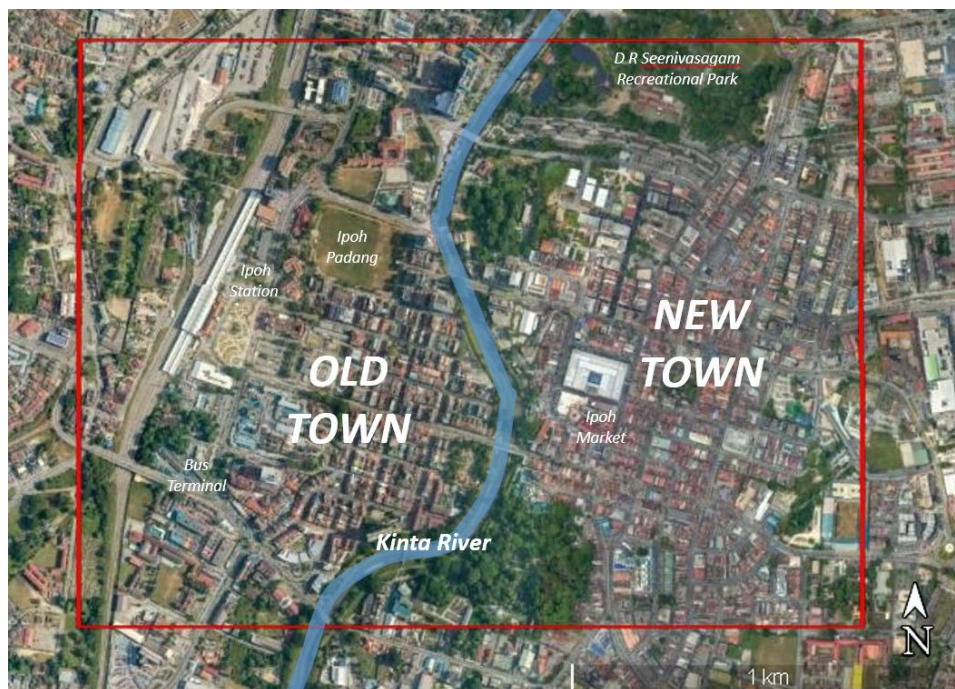 D R Seenivasagam
Recreational Park
Ipoh
Padang
Ipoh
Station
NEW
TOWN
OLD
TOWN
Ipoh
Market
Bus
Terminal
Kinta River
N
1 km